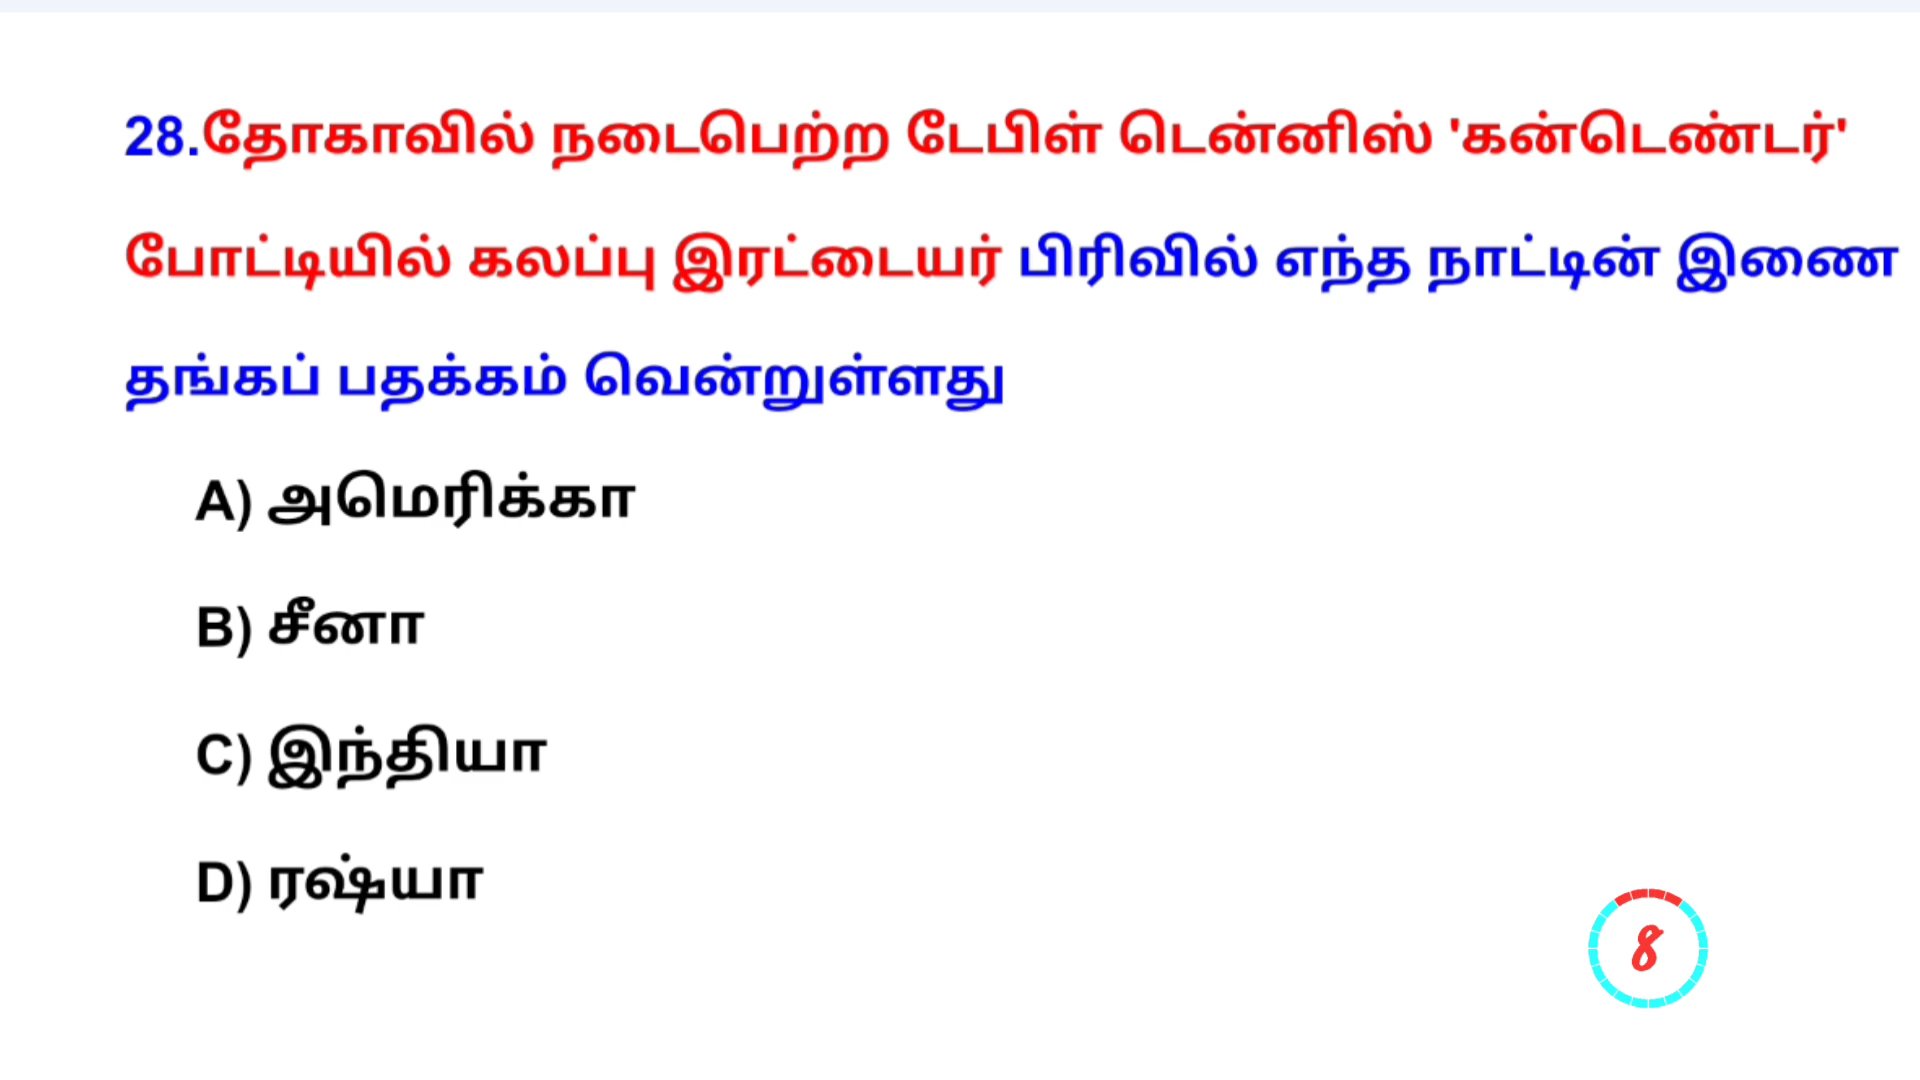 28.தோகாவில் நடைபெற்ற டேபிள் டென்னிஸ் 'கன்டெண்டர்'
போட்டியில் கலப்பு இரட்டையர் பிரிவில் எந்த நாட்டின் இணை
தங்கப் பதக்கம் வென்றுள்ளது
A) அமெரிக்கா
B) சீனா
C) இந்தியா
D) ரஷ்யா
8